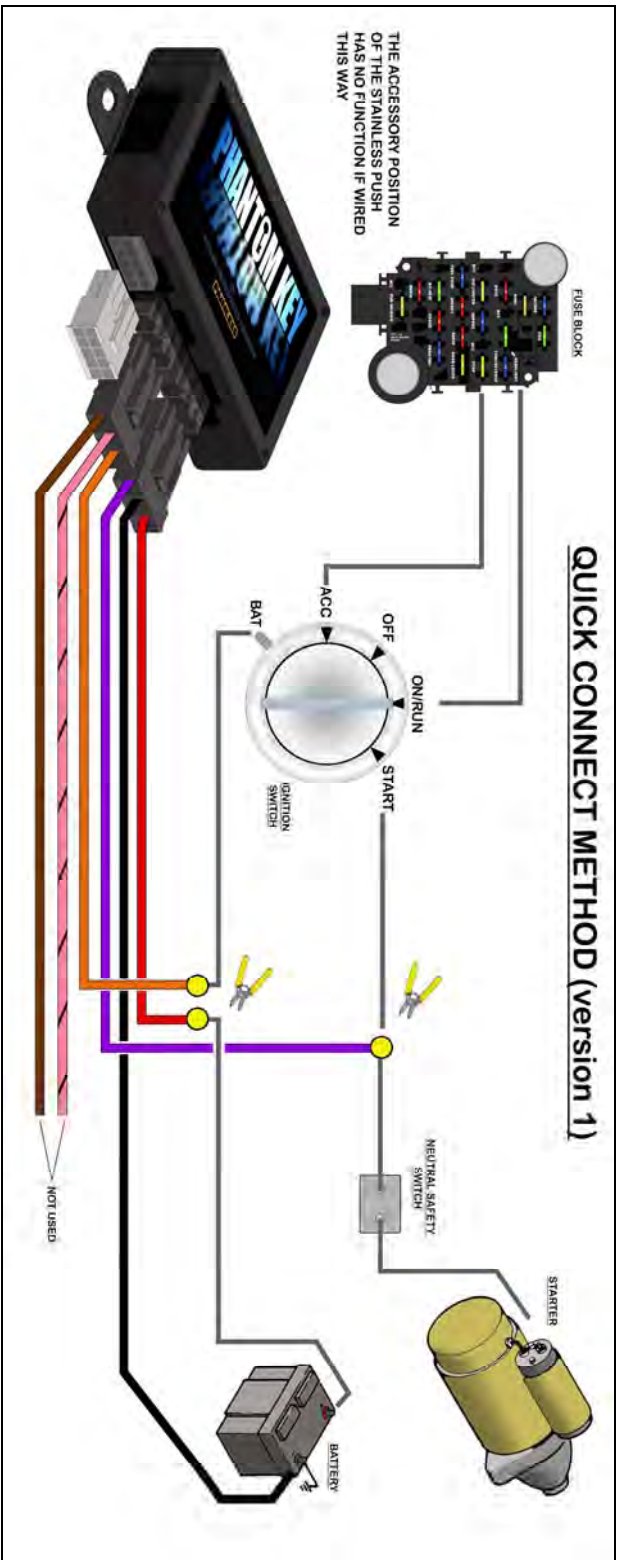 QUICK CONNECT METHOD (version 1)
FUSE BLOCK
THE ACCESSORY POSITION
OF THE STAINLESS PUSH
HAS NO FUNCTION IF WIRED
THIS WAY
PHANTOM KEY
OFF
ON/RUN
ACC
START
BAT
IGNITION
SWITCH
NEUTRAL SAFETY
SWITCH
STARTER
BATTERY
NOT USED